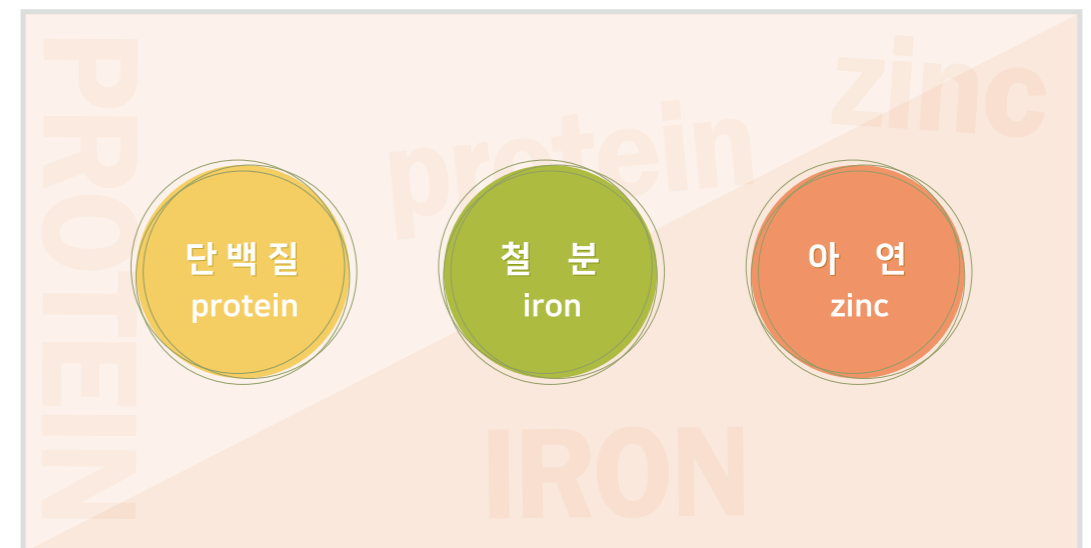 PROTEIN
protein
zinc
단백질
protein
철 분
iron
아 연
zinc
IRON